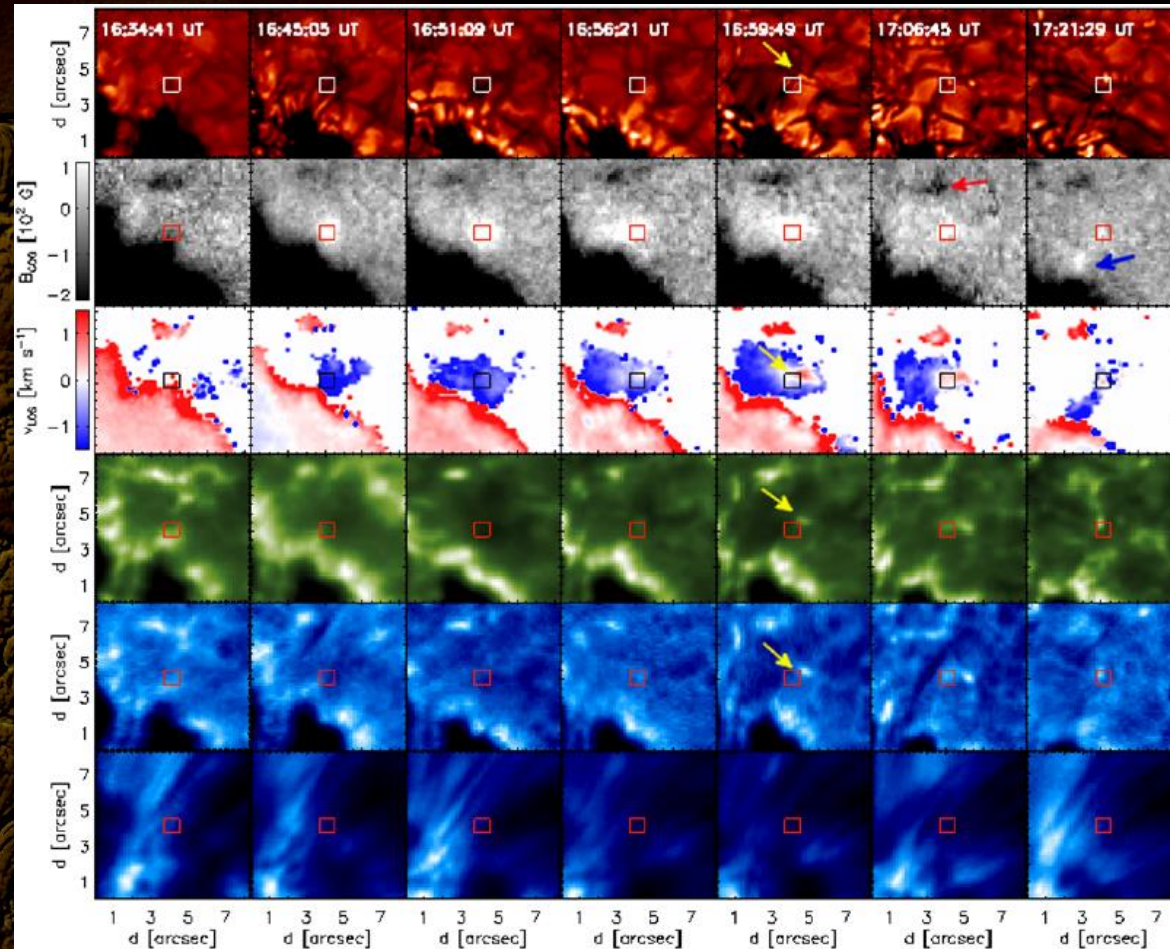 16:34:41 UT 16:45:05 UT 16:51:09 UT 16:56:21 UT 16:59:49 UT 17:06:45 UT 17:21:29 UT
7
5
3
1
d [arcsec]
1
0
-1
-2
B_LOS [10² G]
1
0
-1
v_LOS [km s⁻¹]
7
5
3
1
d [arcsec]
7
5
3
1
d [arcsec]
7
5
3
1
d [arcsec]
1 3 5 7 1 3 5 7 1 3 5 7 1 3 5 7 1 3 5 7 1 3 5 7 1 3 5 7
d [arcsec] d [arcsec] d [arcsec] d [arcsec] d [arcsec] d [arcsec] d [arcsec]